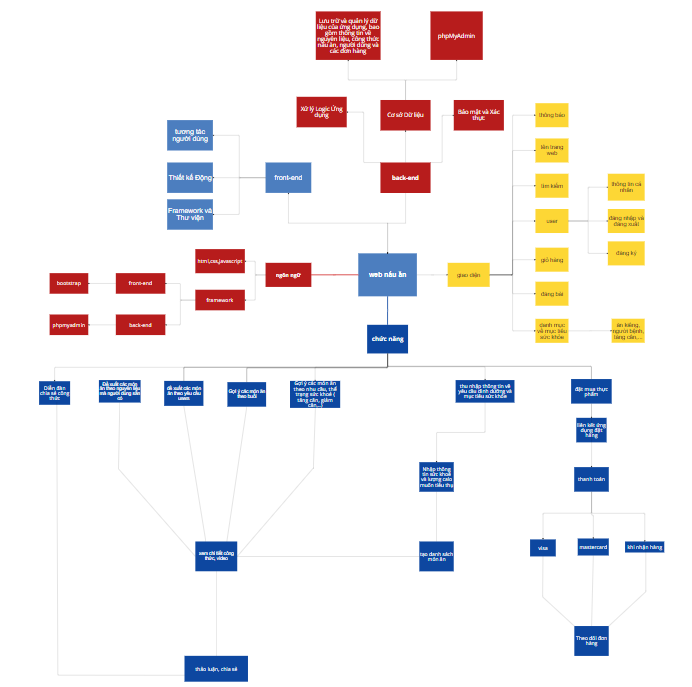 Lưu trữ và quản lý dữ
liệu của ứng dụng, bao
gồm thông tin về
nguyên liệu, công thức
nấu ăn, người dùng và
các đơn hàng
phpMyAdmin
Xử lý Logic Ứng
dụng
Cơ sở Dữ liệu
Bảo mật và Xác
thực
back-end
tương tác
người dùng
Thiết kế Động
Framework và
Thư viện
front-end
thông báo
lên trang
web
tìm kiếm
user
giỏ hàng
đăng bài
danh mục
về mục tiêu
sức khỏe
thông tin cá
nhân
đăng nhập và
đăng xuất
đăng ký
ăn kiêng,
người bệnh,
tăng cân,...
html,css,javascript
ngôn ngữ
framework
bootstrap
front-end
phpmyadmin
back-end
web nấu ăn
giao diện
chức năng
Diễn đàn
chia sẻ công
thức
Đề xuất các món
ăn theo nguyên liệu
mà người dùng sẵn
có
đề xuất các món
ăn theo yêu cầu
users
Gợi ý các món ăn
theo buổi
Gợi ý các món ăn
theo nhu cầu, thể
trạng sức khoẻ (
tăng cân, giảm
cân,...)
thu nhập thông tin về
yêu cầu dinh dưỡng và
mục tiêu sức khỏe
đặt mua thực
phẩm
liên kết ứng
dụng đặt
hàng
Nhập thông
tin sức khoẻ
và lượng calo
muốn tiêu thụ
thanh toán
xem chi tiết công
thức, video
tạo danh sách
món ăn
visa
mastercard
khi nhận hàng
Theo dõi đơn
hàng
thảo luận, chia sẻ